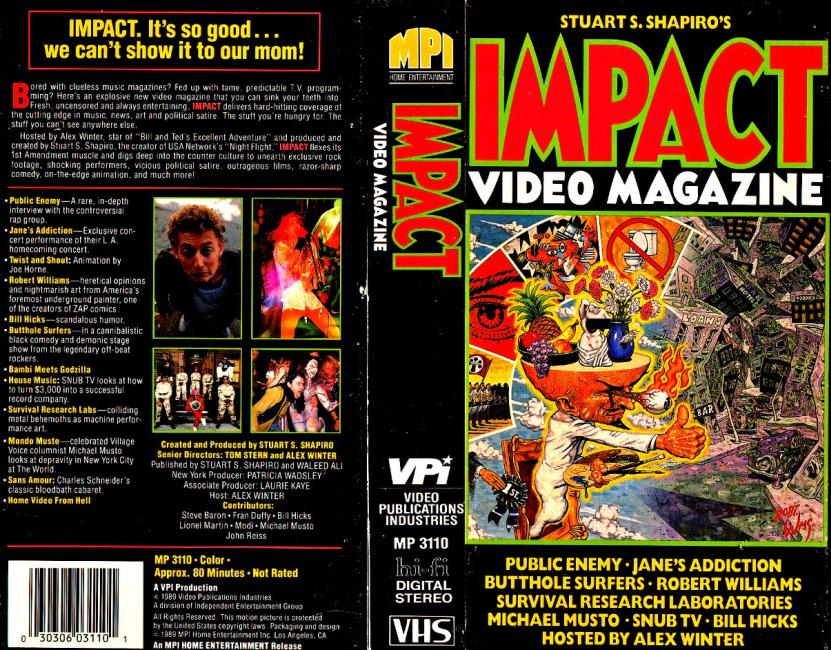 IMPACT. It's so good . . .
we can't show it to our mom!
Bored with clueless music magazines? Fed up with tame, predictable T.V. program-
ming? Here's an explosive new video magazine that you can sink your teeth into.
Fresh, uncensored and always entertaining, IMPACT delivers hard-hitting coverage of
the cutting edge in music, news, art and political satire. The stuff you're hungry for. The
stuff you can't see anywhere else.
Hosted by Alex Winter, star of "Bill and Ted's Excellent Adventure" and produced and
created by Stuart S. Shapiro, the creator of USA Network's "Night Flight," IMPACT flexes its
1st Amendment muscle and digs deep into the counter culture to unearth exclusive rock
footage, shocking performers, vicious political satire, outrageous films, razor-sharp
comedy, on-the-edge animation, and much more!
• Public Enemy—A rare, in-depth
interview with the controversial
rap group.
• Jane's Addiction—Exclusive con-
cert performance of their L.A.
homecoming concert.
• Twist and Shout: Animation by
Joe Horne.
• Robert Williams—heretical opinions
and nightmarish art from America's
foremost underground painter, one
of the creators of ZAP comics
• Bill Hicks—scandalous humor.
• Butthole Surfers—in a cannibalistic
black comedy and demonic stage
show from the legendary off-beat
rockers.
• Bambi Meets Godzilla
• House Music: SNUB TV looks at how
to turn $3,000 into a successful
record company.
• Survival Research Labs—colliding
metal behemoths as machine perfor-
mance art.
• Mondo Musto—celebrated Village
Voice columnist Michael Musto
looks at depravity in New York City
at The World.
• Sans Amour: Charles Schneider's
classic bloodbath cabaret.
• Home Video From Hell
Created and Produced by STUART S. SHAPIRO
Senior Directors: TOM STERN and ALEX WINTER
Published by STUART S. SHAPIRO and WALEED ALI
New York Producer: PATRICIA WADSLEY
Associate Producer: LAURIE KAYE
Host: ALEX WINTER
Contributors:
Steve Baron • Fran Duffy • Bill Hicks
Lionel Martin • Modi • Michael Musto
John Reiss
0 30306 03110 1
MP 3110 • Color •
Approx. 80 Minutes • Not Rated
A VPI Production
© 1989 Video Publications Industries
A division of Independent Entertainment Group
All Rights Reserved. This motion picture is protected
by the United States copyright laws. Packaging and design
© 1989 MPI Home Entertainment Inc. Los Angeles, CA
An MPI HOME ENTERTAINMENT Release
MPI
HOME ENTERTAINMENT
IMPACT
VIDEO MAGAZINE
VPi
VIDEO
PUBLICATIONS
INDUSTRIES
MP 3110
hi-fi
DIGITAL
STEREO
VHS
STUART S. SHAPIRO'S
IMPACT
VIDEO MAGAZINE
LOANS
BAR
1ST
ROBT. WMS.
PUBLIC ENEMY • JANE'S ADDICTION
BUTTHOLE SURFERS • ROBERT WILLIAMS
SURVIVAL RESEARCH LABORATORIES
MICHAEL MUSTO • SNUB TV • BILL HICKS
HOSTED BY ALEX WINTER